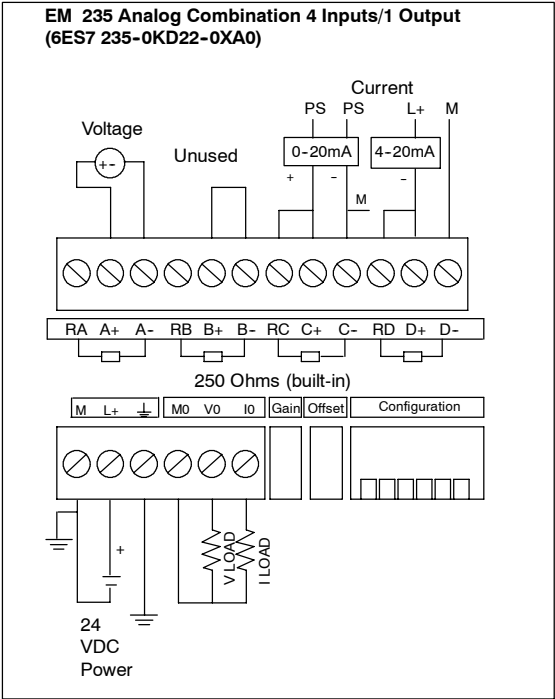 EM 235 Analog Combination 4 Inputs/1 Output
(6ES7 235-0KD22-0XA0)
Current
PS PS L+ M
Voltage
Unused
0-20mA 4-20mA
+-
+ - -
M
RA A+ A- RB B+ B- RC C+ C- RD D+ D-
250 Ohms (built-in)
M L+ M0 V0 I0 Gain Offset Configuration
+
V LOAD
I LOAD
24
VDC
Power